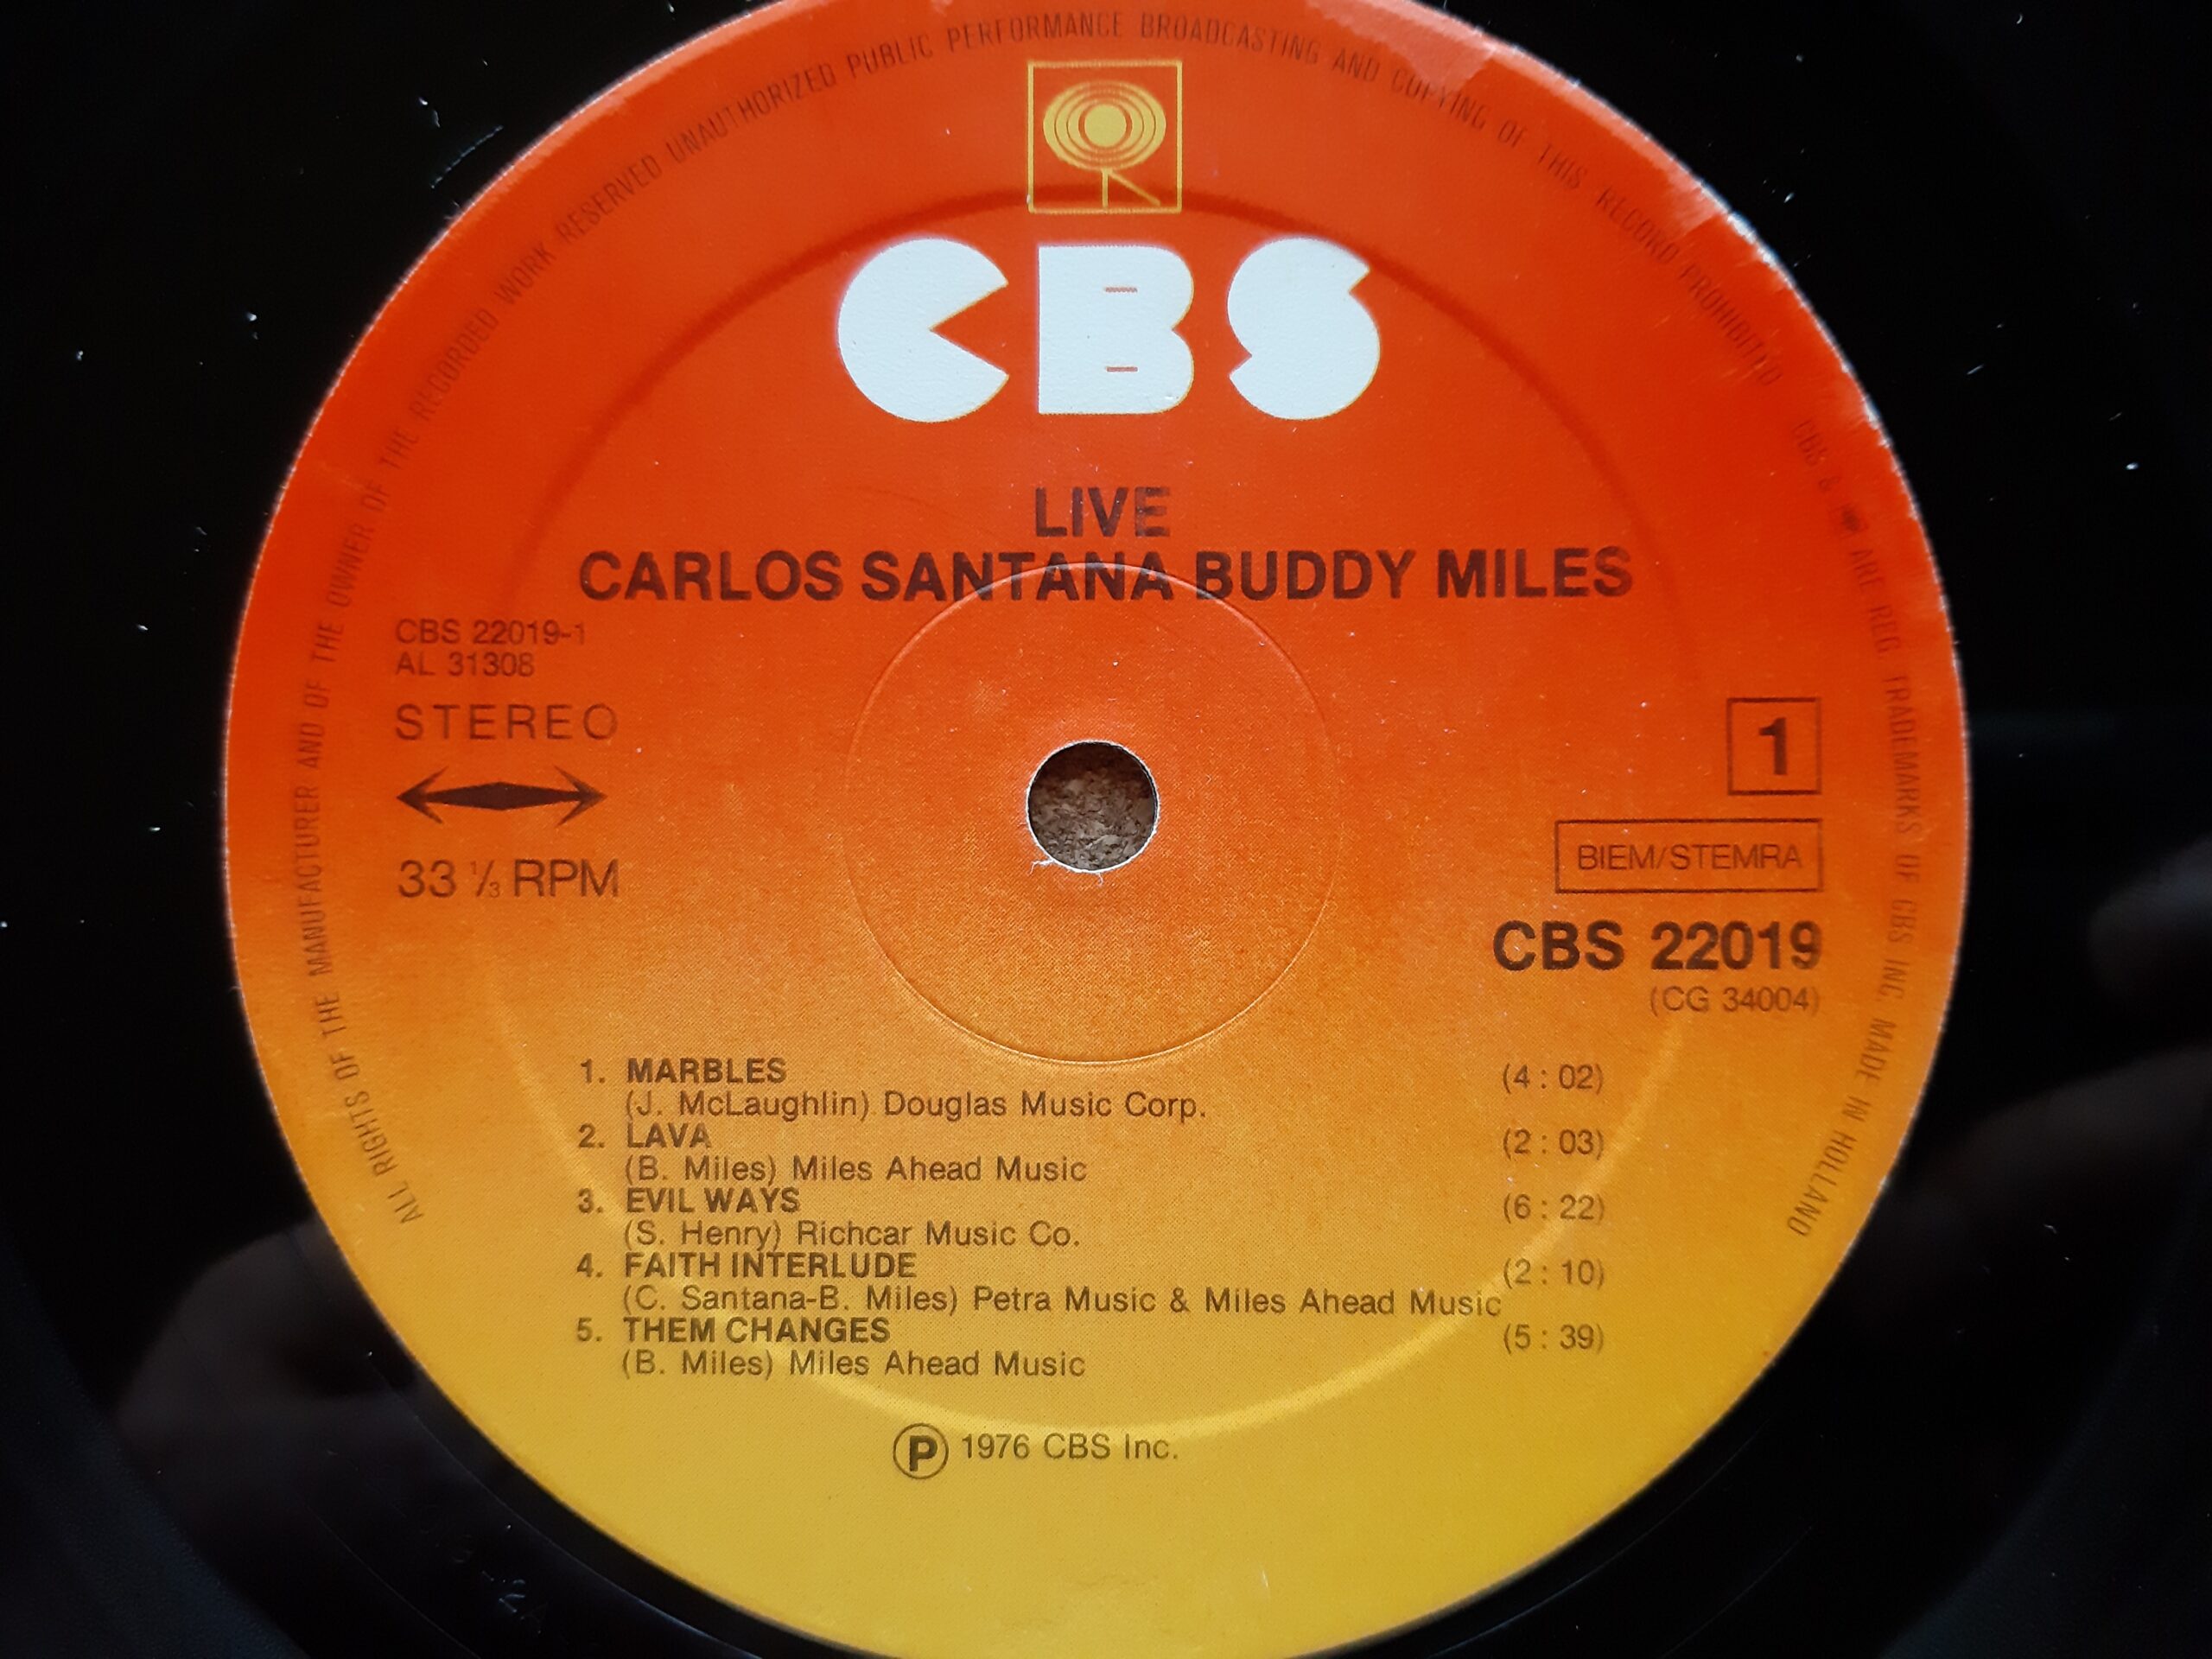 ALL RIGHTS OF THE MANUFACTURER AND OF THE OWNER OF THE RECORDED WORK RESERVED UNAUTHORIZED PUBLIC PERFORMANCE BROADCASTING AND COPYING OF THIS RECORD PROHIBITED
CBS & ARE REG. TRADEMARKS OF CBS INC. MADE IN HOLLAND
CBS
LIVE
CARLOS SANTANA BUDDY MILES
CBS 22019-1
AL 31308
STEREO
33 ⅓ RPM
1
BIEM/STEMRA
CBS 22019
(CG 34004)
1. MARBLES (4 : 02)
(J. McLaughlin) Douglas Music Corp.
2. LAVA (2 : 03)
(B. Miles) Miles Ahead Music
3. EVIL WAYS (6 : 22)
(S. Henry) Richcar Music Co.
4. FAITH INTERLUDE (2 : 10)
(C. Santana-B. Miles) Petra Music & Miles Ahead Music
5. THEM CHANGES (5 : 39)
(B. Miles) Miles Ahead Music
Ⓟ 1976 CBS Inc.